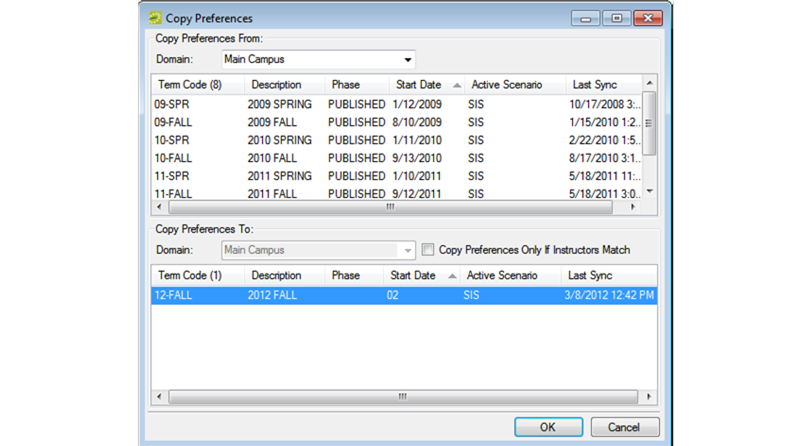 Copy Preferences
Copy Preferences From:
Domain: Main Campus
Term Code (8) Description Phase Start Date Active Scenario Last Sync
09-SPR 2009 SPRING PUBLISHED 1/12/2009 SIS 10/17/2008 3:..
09-FALL 2009 FALL PUBLISHED 8/10/2009 SIS 1/15/2010 1:2..
10-SPR 2010 SPRING PUBLISHED 1/11/2010 SIS 2/22/2010 1:5..
10-FALL 2010 FALL PUBLISHED 9/13/2010 SIS 8/17/2010 3:1..
11-SPR 2011 SPRING PUBLISHED 1/10/2011 SIS 5/18/2011 11:..
11-FALL 2011 FALL PUBLISHED 9/12/2011 SIS 5/18/2011 3:0..
Copy Preferences To:
Domain: Main Campus Copy Preferences Only If Instructors Match
Term Code (1) Description Phase Start Date Active Scenario Last Sync
12-FALL 2012 FALL 02 SIS 3/8/2012 12:42 PM
OK Cancel